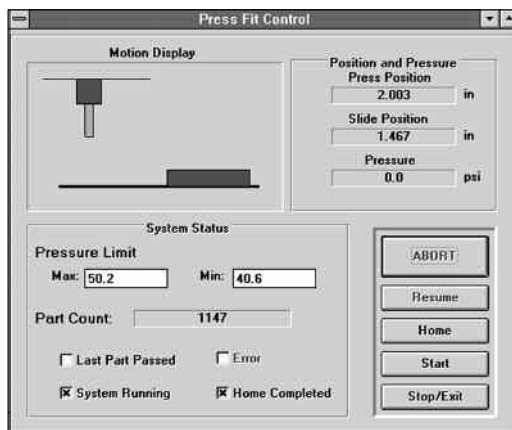 Press Fit Control
Motion Display
Position and Pressure
Press Position
2.003 in
Slide Position
1.467 in
Pressure
0.0 psi
System Status
Pressure Limit
Max: 50.2 Min: 40.6
Part Count: 1147
Last Part Passed Error
System Running Home Completed
ABORT
Resume
Home
Start
Stop/Exit